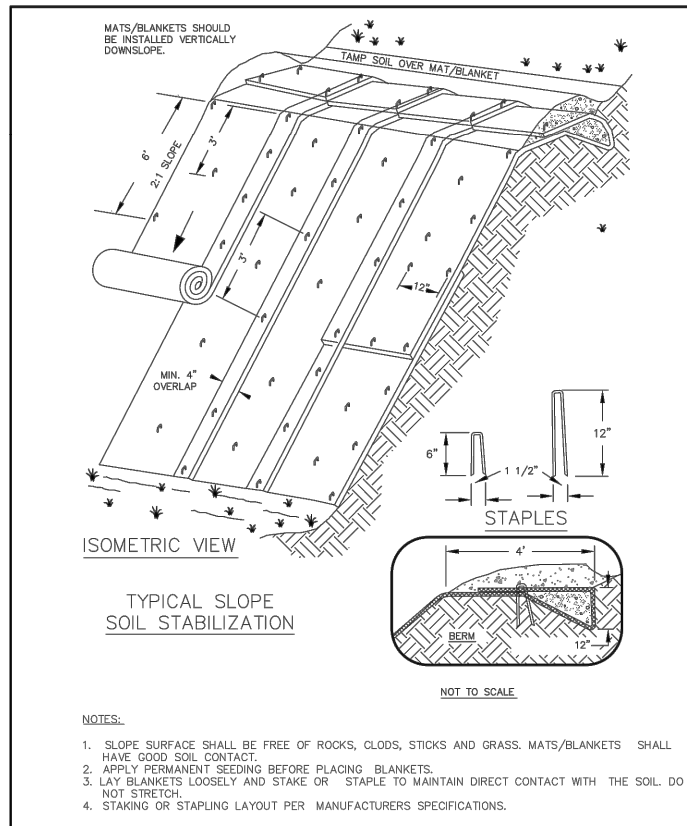 MATS/BLANKETS SHOULD
BE INSTALLED VERTICALLY
DOWNSLOPE.
TAMP SOIL OVER MAT/BLANKET
6'
2:1 SLOPE
3'
3'
12"
MIN. 4"
OVERLAP
6"
12"
1 1/2"
STAPLES
ISOMETRIC VIEW
TYPICAL SLOPE
SOIL STABILIZATION
4'
BERM
12"
NOT TO SCALE
NOTES:
1. SLOPE SURFACE SHALL BE FREE OF ROCKS, CLODS, STICKS AND GRASS. MATS/BLANKETS SHALL
HAVE GOOD SOIL CONTACT.
2. APPLY PERMANENT SEEDING BEFORE PLACING BLANKETS.
3. LAY BLANKETS LOOSELY AND STAKE OR STAPLE TO MAINTAIN DIRECT CONTACT WITH THE SOIL. DO
NOT STRETCH.
4. STAKING OR STAPLING LAYOUT PER MANUFACTURERS SPECIFICATIONS.